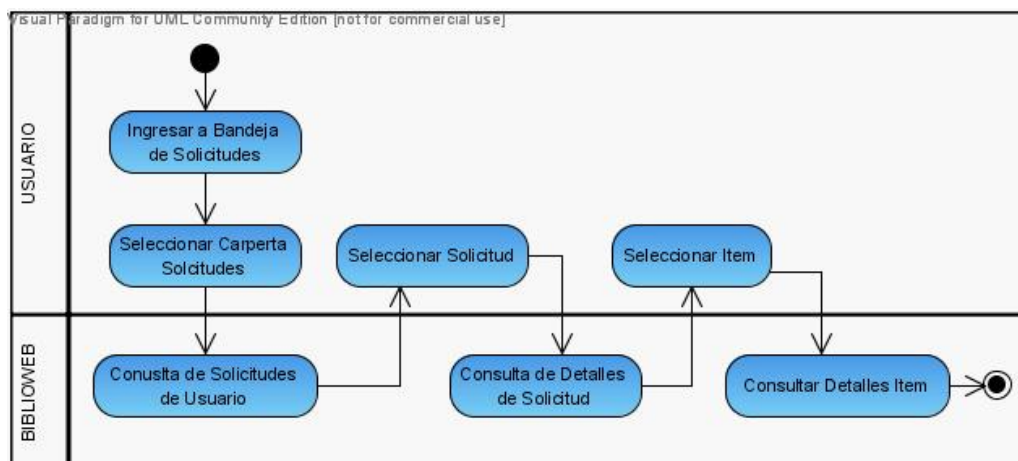 Visual Paradigm for UML Community Edition [not for commercial use]
USUARIO
Ingresar a Bandeja
de Solicitudes
Seleccionar Carperta
Solcitudes
Seleccionar Solicitud
Seleccionar Item
BIBLIOWEB
Conuslta de Solicitudes
de Usuario
Consulta de Detalles
de Solicitud
Consultar Detalles Item